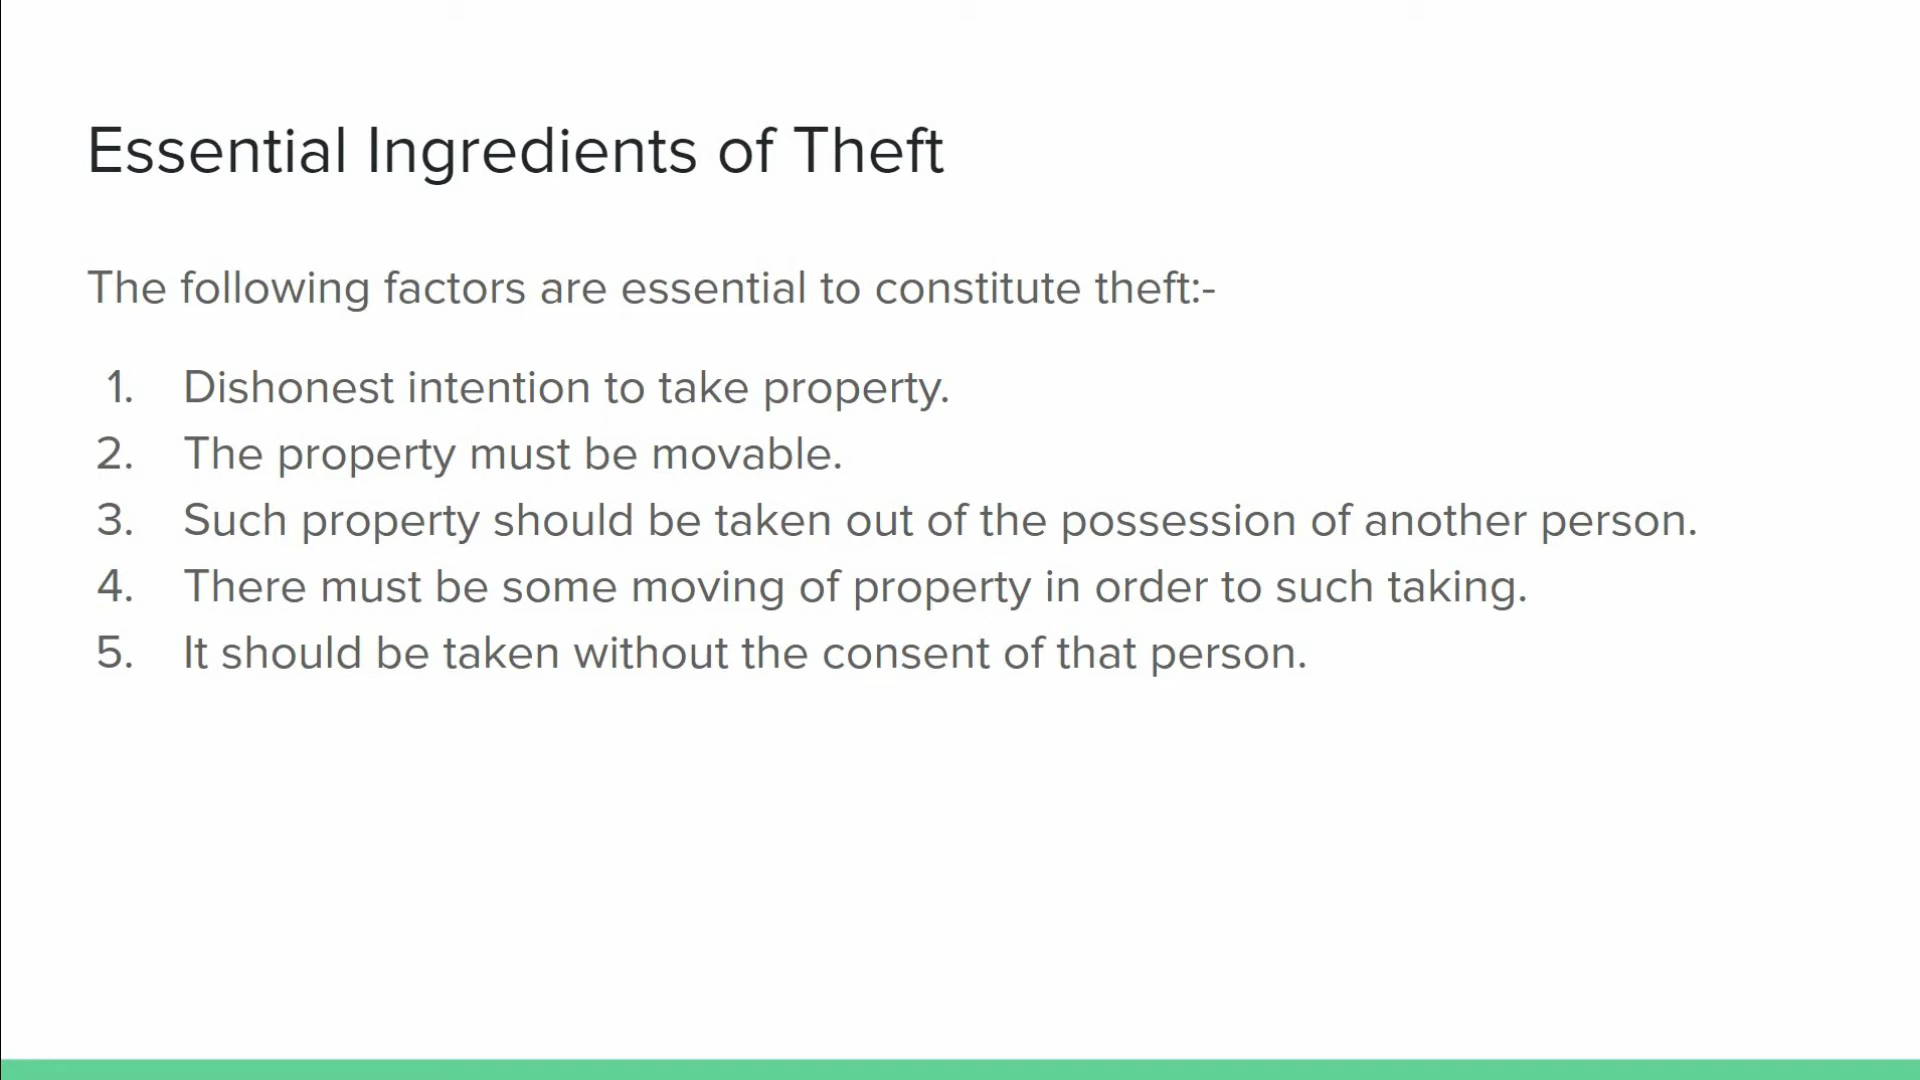 Essential Ingredients of Theft
The following factors are essential to constitute theft:-
1. Dishonest intention to take property.
2. The property must be movable.
3. Such property should be taken out of the possession of another person.
4. There must be some moving of property in order to such taking.
5. It should be taken without the consent of that person.